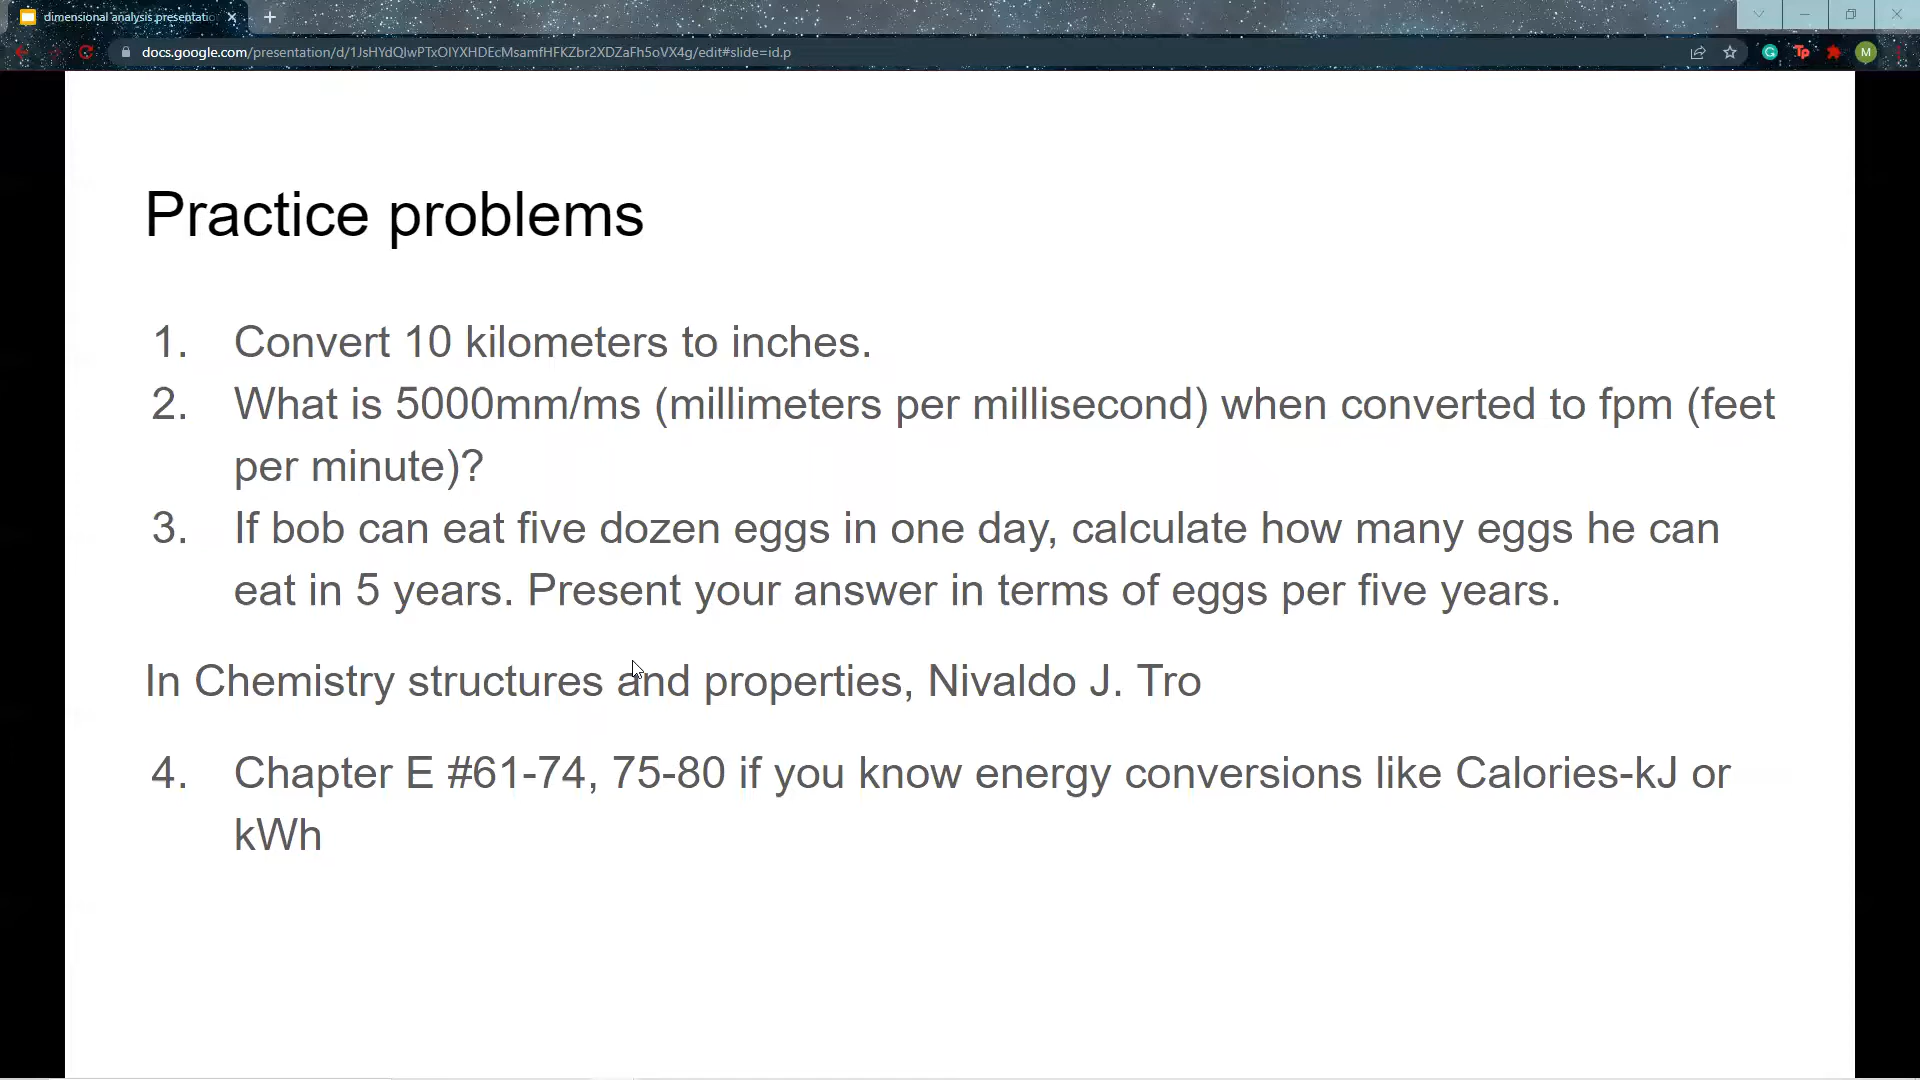 dimensional analysis presentatio
docs.google.com/presentation/d/1JsHYdQlwPTxOlYXHDEcMsamfHFKZbr2XDZaFh5oVX4g/edit#slide=id.p
M
Practice problems
1. Convert 10 kilometers to inches.
2. What is 5000mm/ms (millimeters per millisecond) when converted to fpm (feet
per minute)?
3. If bob can eat five dozen eggs in one day, calculate how many eggs he can
eat in 5 years. Present your answer in terms of eggs per five years.
In Chemistry structures and properties, Nivaldo J. Tro
4. Chapter E #61-74, 75-80 if you know energy conversions like Calories-kJ or
kWh